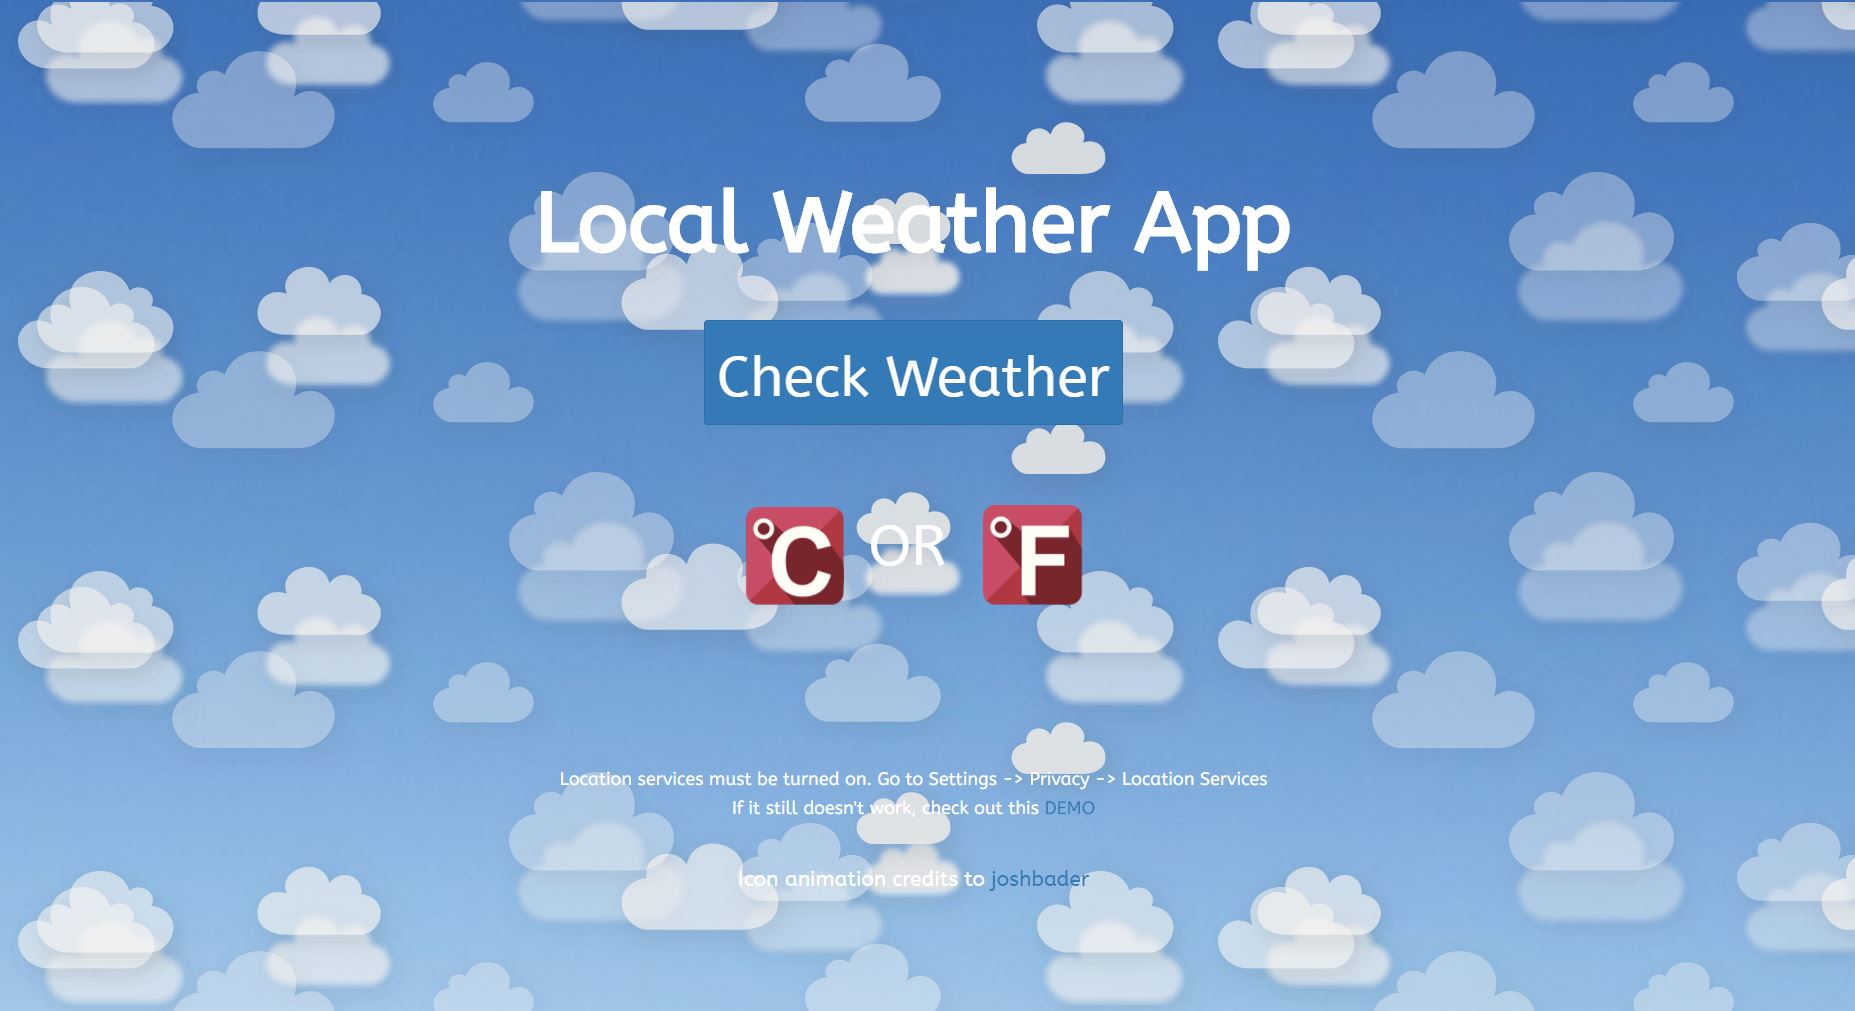 Local Weather App
Check Weather
°C OR °F
Location services must be turned on. Go to Settings -> Privacy -> Location Services
If it still doesn't work, check out this DEMO
Icon animation credits to joshbader